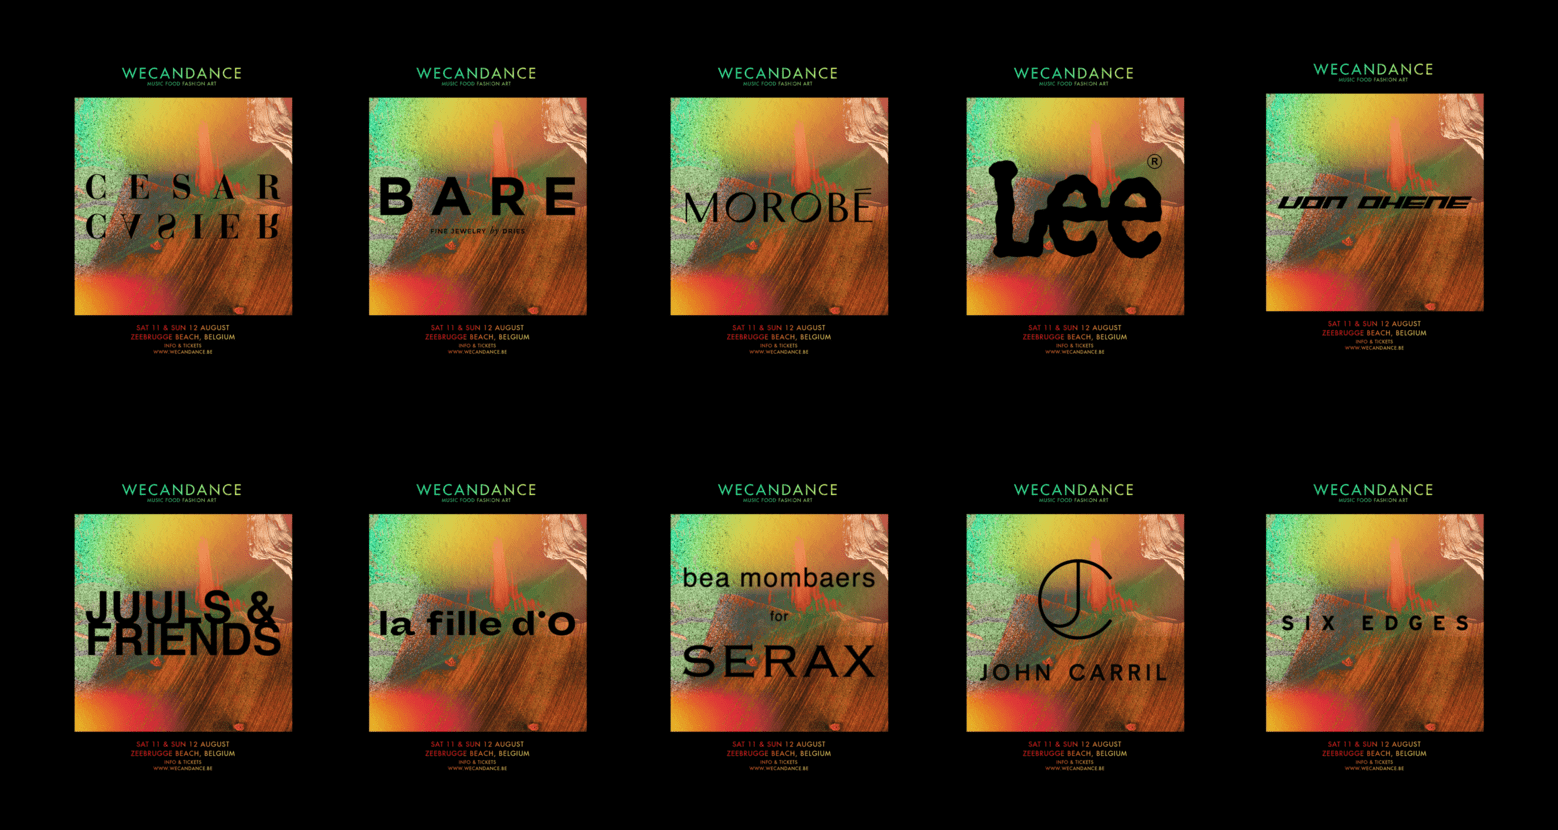 WECANDANCE
MUSIC FOOD FASHION ART
CESAR
CASIER
SAT 11 & SUN 12 AUGUST
ZEEBRUGGE BEACH, BELGIUM
INFO & TICKETS
WWW.WECANDANCE.BE
WECANDANCE
MUSIC FOOD FASHION ART
BARE
FINE JEWELRY by DRIES
SAT 11 & SUN 12 AUGUST
ZEEBRUGGE BEACH, BELGIUM
INFO & TICKETS
WWW.WECANDANCE.BE
WECANDANCE
MUSIC FOOD FASHION ART
MOROBĒ
SAT 11 & SUN 12 AUGUST
ZEEBRUGGE BEACH, BELGIUM
INFO & TICKETS
WWW.WECANDANCE.BE
WECANDANCE
MUSIC FOOD FASHION ART
Lee®
SAT 11 & SUN 12 AUGUST
ZEEBRUGGE BEACH, BELGIUM
INFO & TICKETS
WWW.WECANDANCE.BE
WECANDANCE
MUSIC FOOD FASHION ART
VON DHENE
SAT 11 & SUN 12 AUGUST
ZEEBRUGGE BEACH, BELGIUM
INFO & TICKETS
WWW.WECANDANCE.BE
WECANDANCE
MUSIC FOOD FASHION ART
JUULS &
FRIENDS
SAT 11 & SUN 12 AUGUST
ZEEBRUGGE BEACH, BELGIUM
INFO & TICKETS
WWW.WECANDANCE.BE
WECANDANCE
MUSIC FOOD FASHION ART
la fille d'O
SAT 11 & SUN 12 AUGUST
ZEEBRUGGE BEACH, BELGIUM
INFO & TICKETS
WWW.WECANDANCE.BE
WECANDANCE
MUSIC FOOD FASHION ART
bea mombaers
for
SERAX
SAT 11 & SUN 12 AUGUST
ZEEBRUGGE BEACH, BELGIUM
INFO & TICKETS
WWW.WECANDANCE.BE
WECANDANCE
MUSIC FOOD FASHION ART
JC
JOHN CARRIL
SAT 11 & SUN 12 AUGUST
ZEEBRUGGE BEACH, BELGIUM
INFO & TICKETS
WWW.WECANDANCE.BE
WECANDANCE
MUSIC FOOD FASHION ART
SIX EDGES
SAT 11 & SUN 12 AUGUST
ZEEBRUGGE BEACH, BELGIUM
INFO & TICKETS
WWW.WECANDANCE.BE